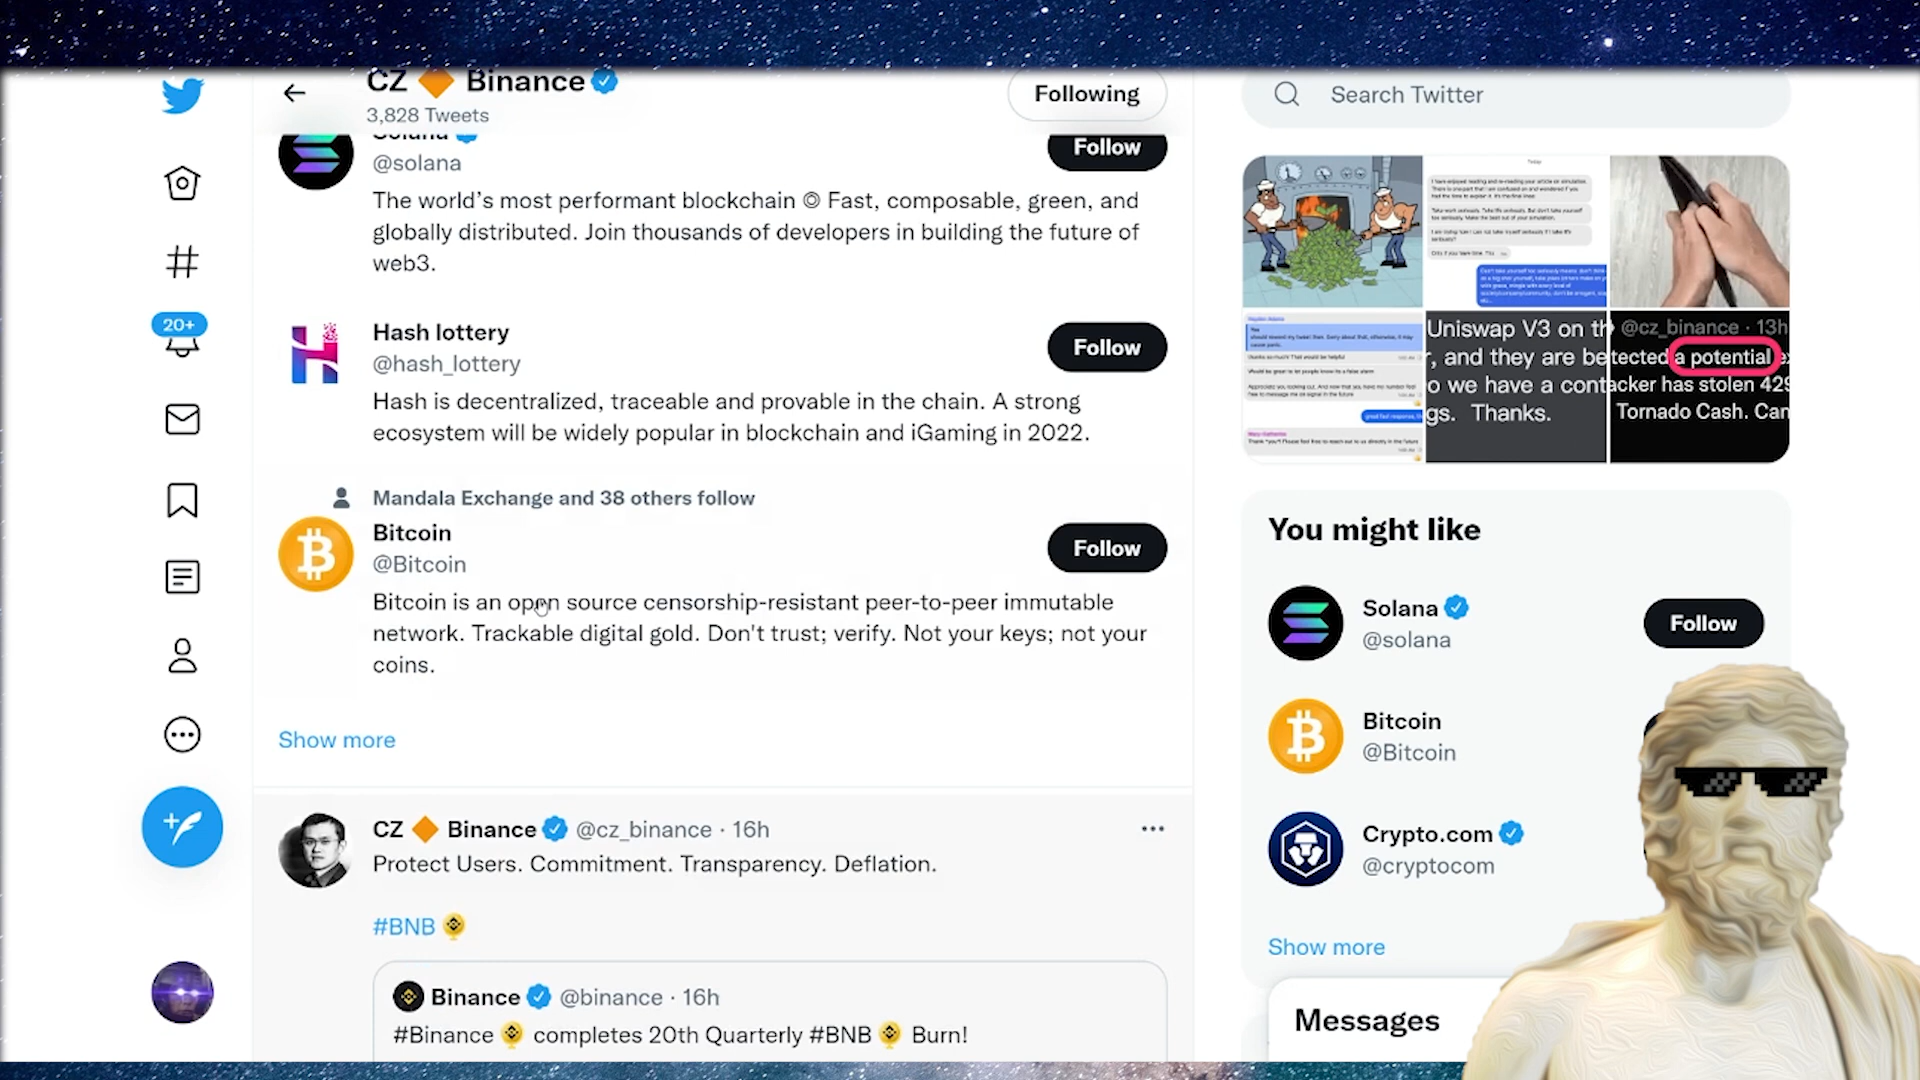 CZ 🔶 Binance
3,828 Tweets
Following
Search Twitter
Solana
@solana
Follow
The world's most performant blockchain ◎ Fast, composable, green, and
globally distributed. Join thousands of developers in building the future of
web3.
20+
Hash lottery
@hash_lottery
Follow
Hash is decentralized, traceable and provable in the chain. A strong
ecosystem will be widely popular in blockchain and iGaming in 2022.
Mandala Exchange and 38 others follow
Bitcoin
@Bitcoin
Follow
Bitcoin is an open source censorship-resistant peer-to-peer immutable
network. Trackable digital gold. Don't trust; verify. Not your keys; not your
coins.
Show more
CZ 🔶 Binance @cz_binance · 16h
Protect Users. Commitment. Transparency. Deflation.
#BNB
Binance @binance · 16h
#Binance completes 20th Quarterly #BNB Burn!
Today
Uniswap V3 on th
, and they are be
o we have a cont
gs. Thanks.
@cz_binance · 13h
tected a potential
acker has stolen 429
Tornado Cash. Can
You might like
Solana
@solana
Follow
Bitcoin
@Bitcoin
Crypto.com
@cryptocom
Show more
Messages